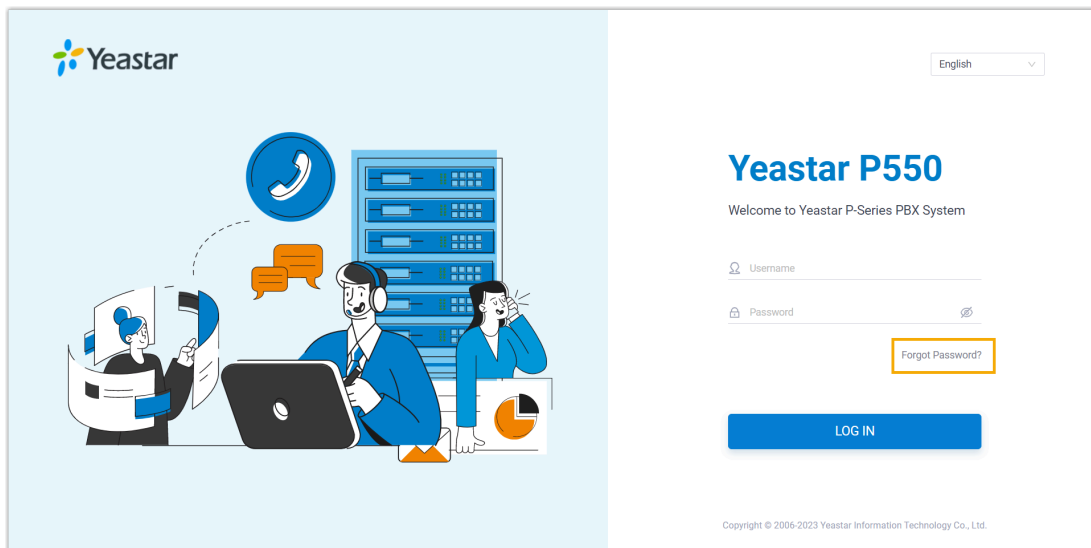 Yeastar
English
Yeastar P550
Welcome to Yeastar P-Series PBX System
Username
Password
Forgot Password?
LOG IN
Copyright © 2006-2023 Yeastar Information Technology Co., Ltd.